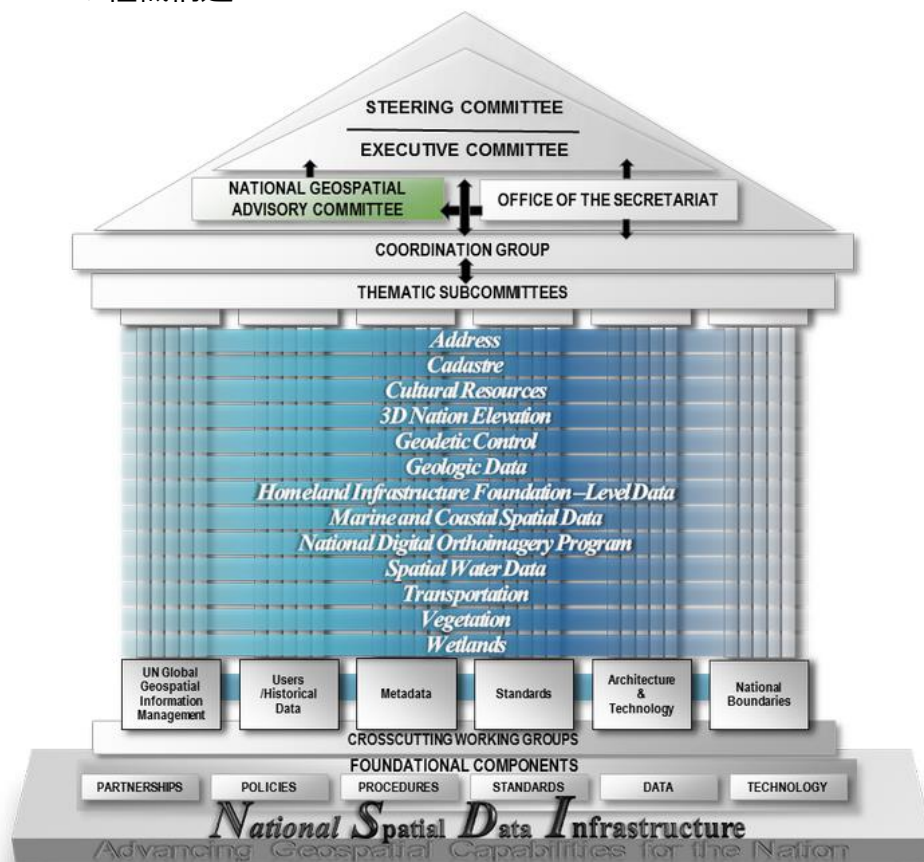 STEERING COMMITTEE
EXECUTIVE COMMITTEE
NATIONAL GEOSPATIAL
ADVISORY COMMITTEE
OFFICE OF THE SECRETARIAT
COORDINATION GROUP
THEMATIC SUBCOMMITTEES
Address
Cadastre
Cultural Resources
3D Nation Elevation
Geodetic Control
Geologic Data
Homeland Infrastructure Foundation–Level Data
Marine and Coastal Spatial Data
National Digital Orthoimagery Program
Spatial Water Data
Transportation
Vegetation
Wetlands
UN Global
Geospatial
Information
Management
Users
/Historical
Data
Metadata
Standards
Architecture
&
Technology
National
Boundaries
CROSSCUTTING WORKING GROUPS
FOUNDATIONAL COMPONENTS
PARTNERSHIPS
POLICIES
PROCEDURES
STANDARDS
DATA
TECHNOLOGY
National Spatial Data Infrastructure
Advancing Geospatial Capabilities for the Nation